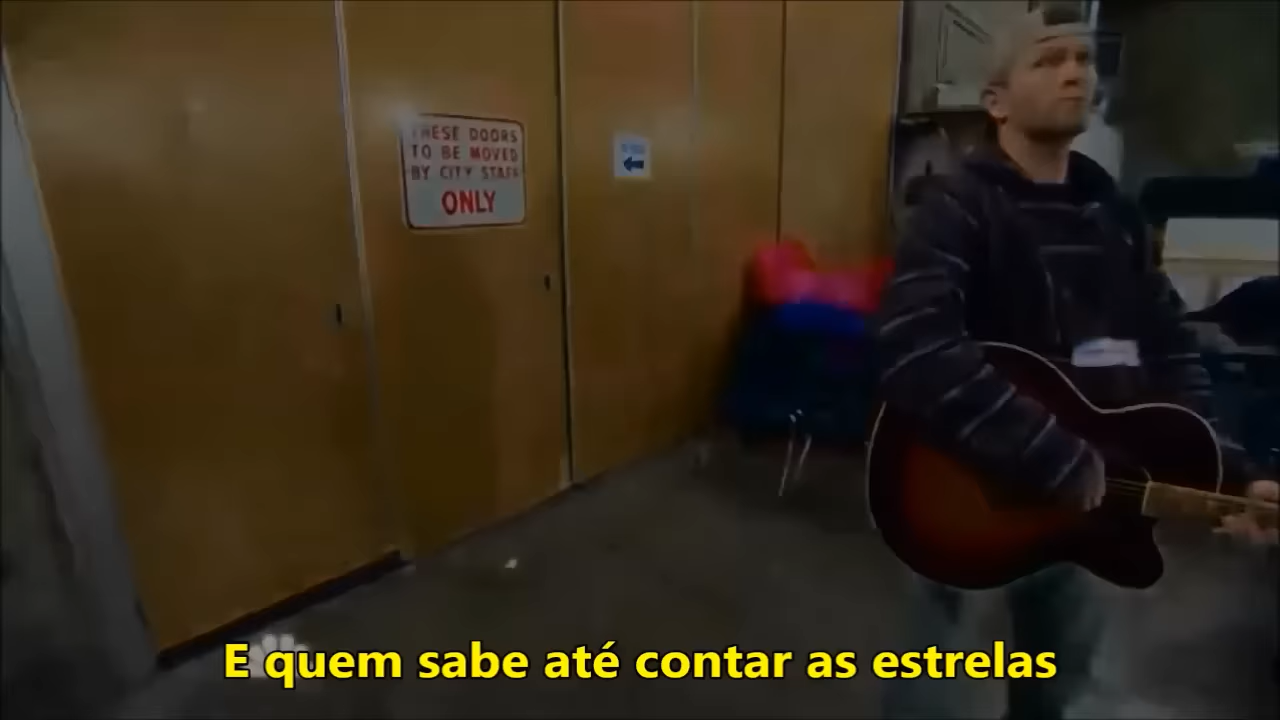 THESE DOORS
TO BE MOVED
BY CITY STAFF
ONLY
E quem sabe até contar as estrelas